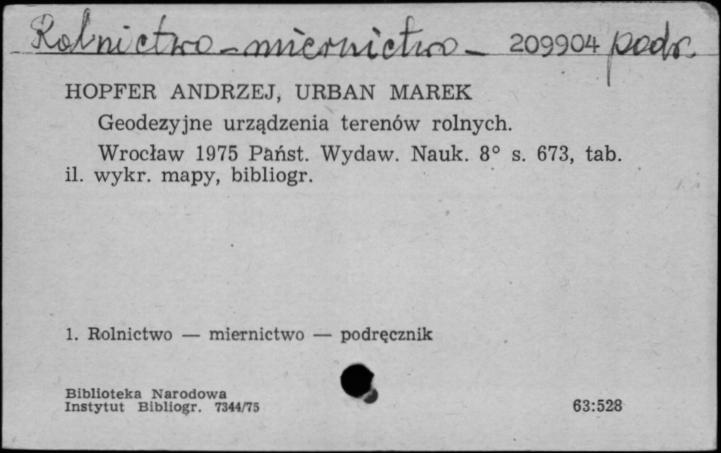 Rolnictwo - miernictwo - 209904 podr.
HOPFER ANDRZEJ, URBAN MAREK
Geodezyjne urządzenia terenów rolnych.
Wrocław 1975 Państ. Wydaw. Nauk. 8° s. 673, tab.
il. wykr. mapy, bibliogr.
1. Rolnictwo — miernictwo — podręcznik
Biblioteka Narodowa
Instytut Bibliogr. 7344/75 63:528